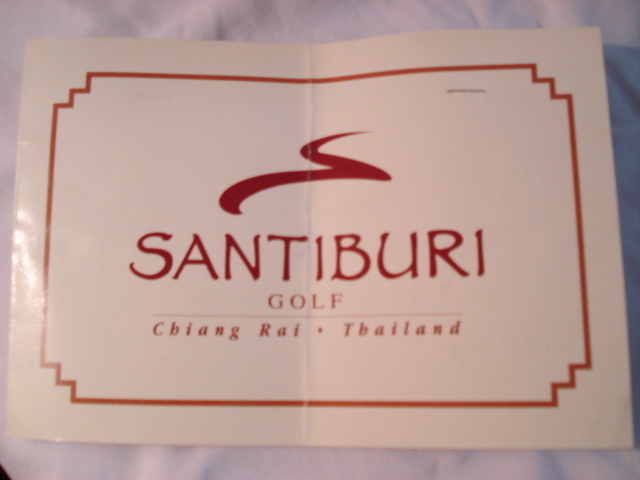 SANTIBURI
GOLF
Chiang Rai • Thailand